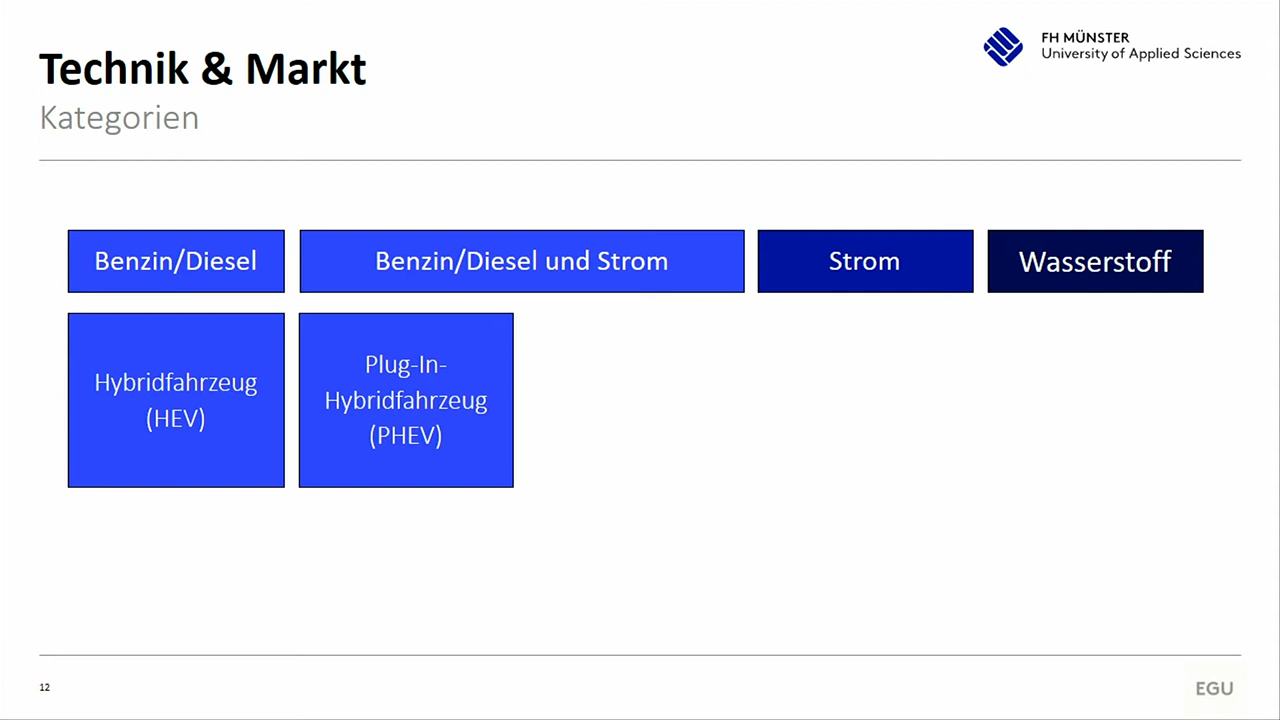 FH MÜNSTER
University of Applied Sciences
Technik & Markt
Kategorien
Benzin/Diesel
Benzin/Diesel und Strom
Strom
Wasserstoff
Hybridfahrzeug
(HEV)
Plug-In-
Hybridfahrzeug
(PHEV)
12
EGU